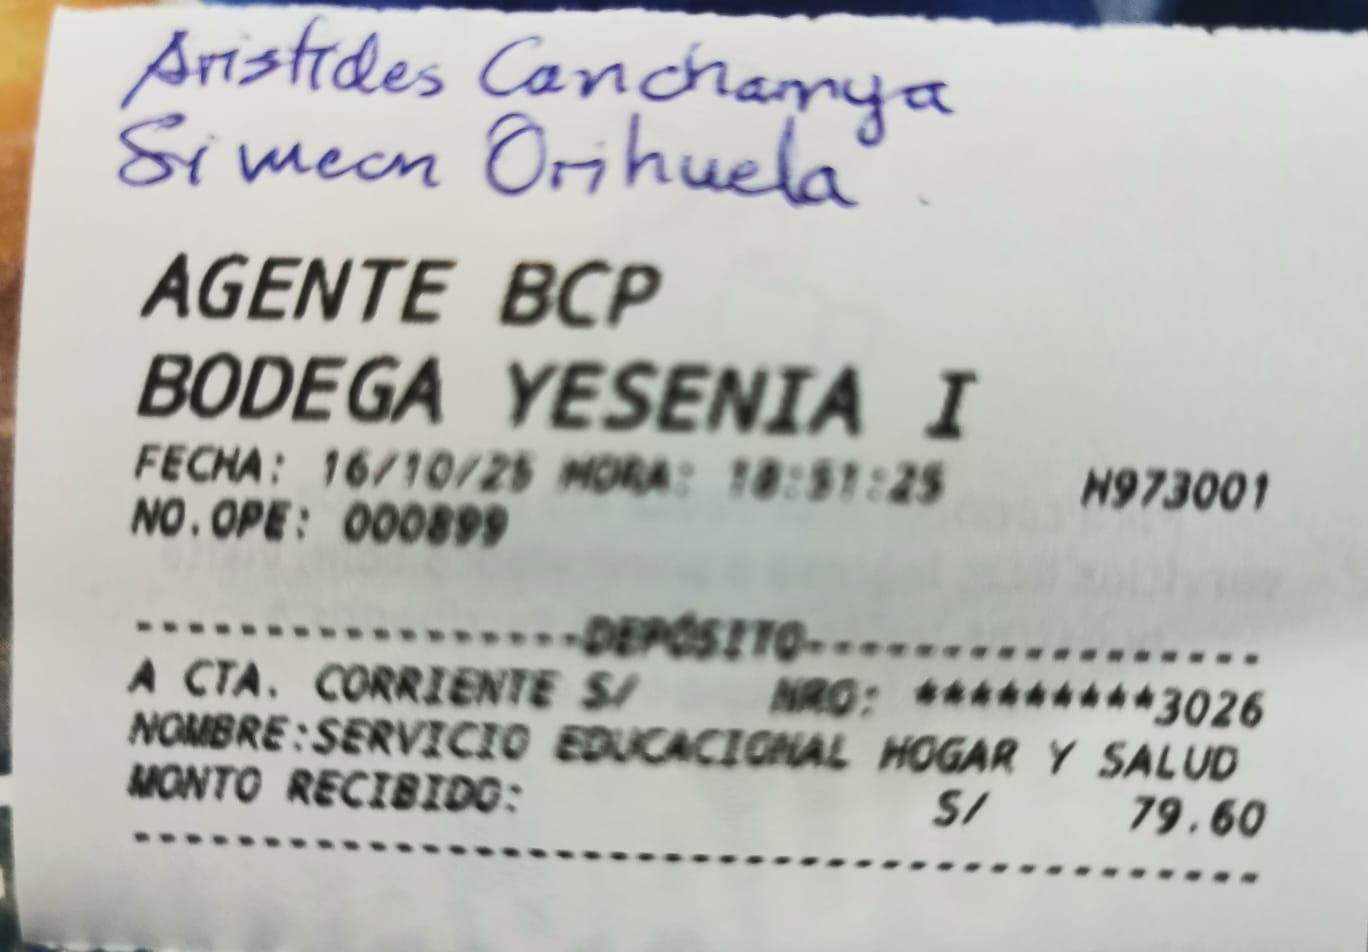 Aristides Canchamya
Simeon Orihuela
AGENTE BCP
BODEGA YESENIA I
FECHA: 16/10/25 HORA: 18:51:25 H973001
NO.OPE: 000899
------------------DEPÓSITO------------------
A CTA. CORRIENTE S/ NRO: *********3026
NOMBRE:SERVICIO EDUCACIONAL HOGAR Y SALUD
MONTO RECIBIDO: S/ 79.60